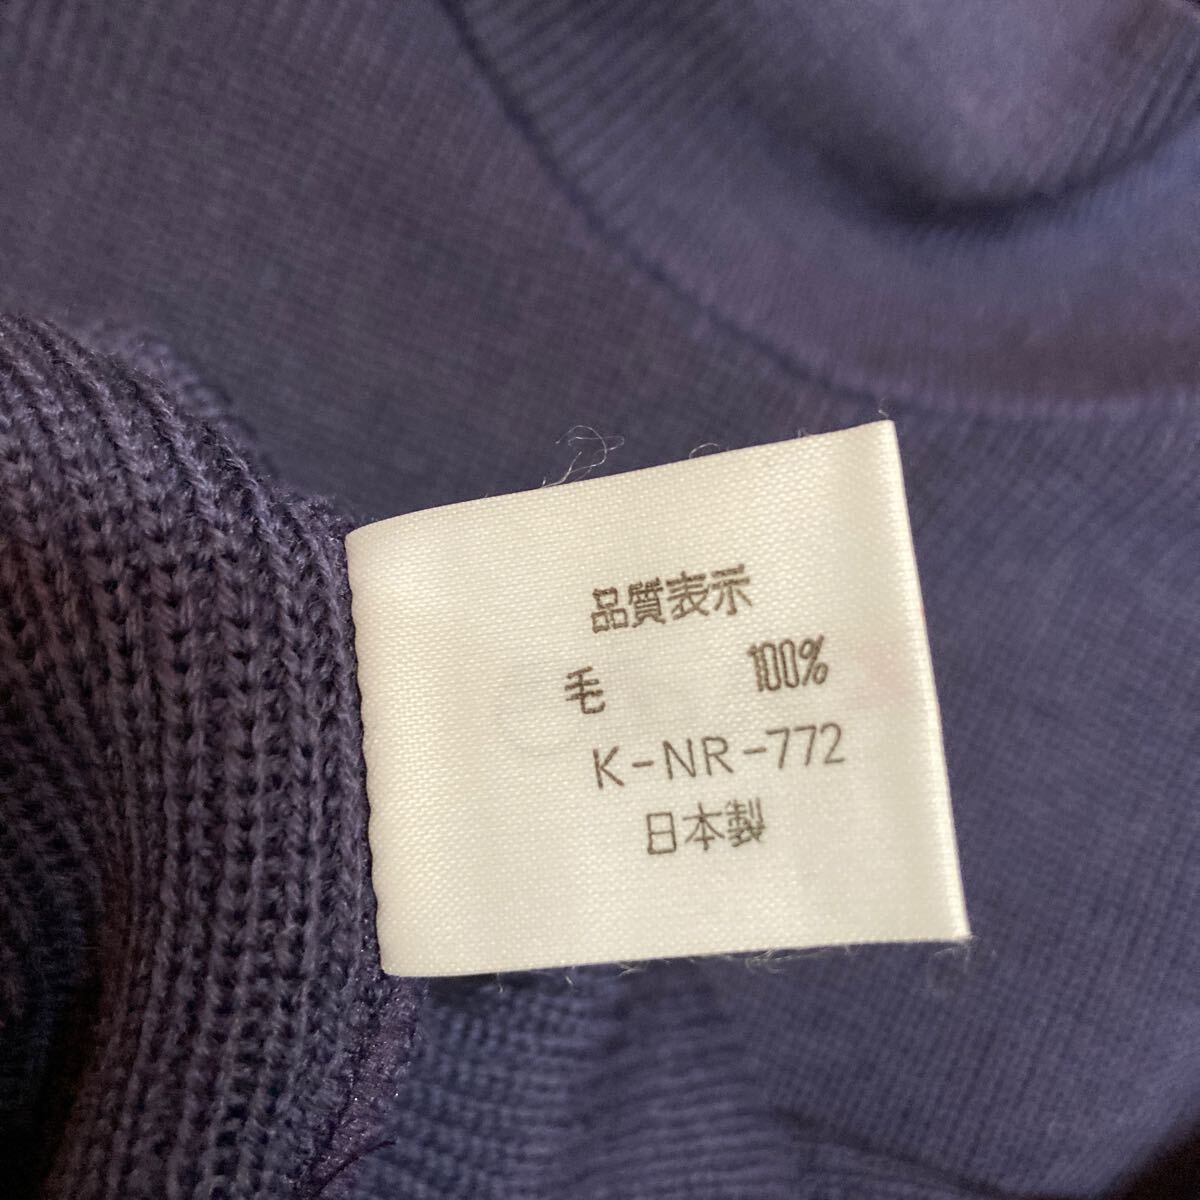 品質表示
毛 100%
K-NR-772
日本製